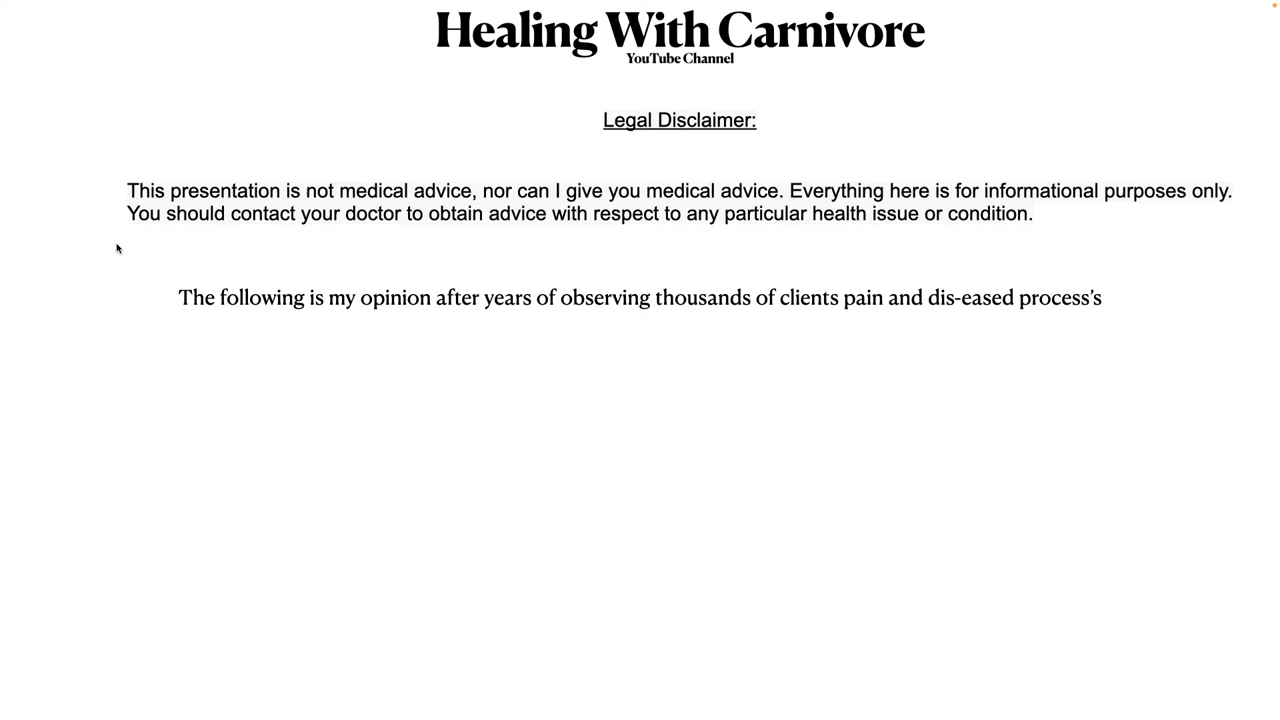 Healing With Carnivore
YouTube Channel
Legal Disclaimer:
This presentation is not medical advice, nor can I give you medical advice. Everything here is for informational purposes only.
You should contact your doctor to obtain advice with respect to any particular health issue or condition.
The following is my opinion after years of observing thousands of clients pain and dis-eased process’s